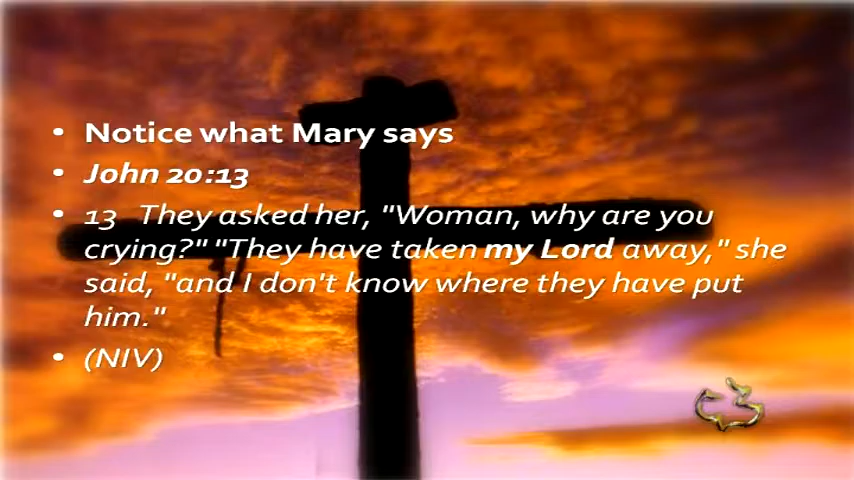 • Notice what Mary says
• John 20:13
• 13 They asked her, "Woman, why are you
crying?" "They have taken my Lord away," she
said, "and I don't know where they have put
him."
• (NIV)